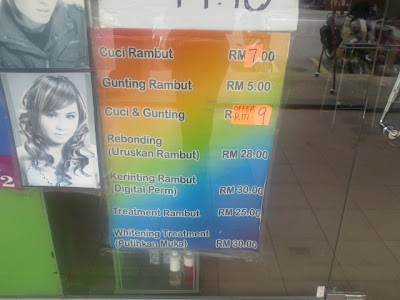 Cuci Rambut RM 7.00
Gunting Rambut RM 5.00
Cuci & Gunting R OFFER RM 9
Rebonding
(Uruskan Rambut) RM 28.00
Kerinting Rambut
(Digital Perm) RM 30.00
Treatment Rambut RM 25.00
Whitening Treatment
(Putihkan Muka) RM 30.00